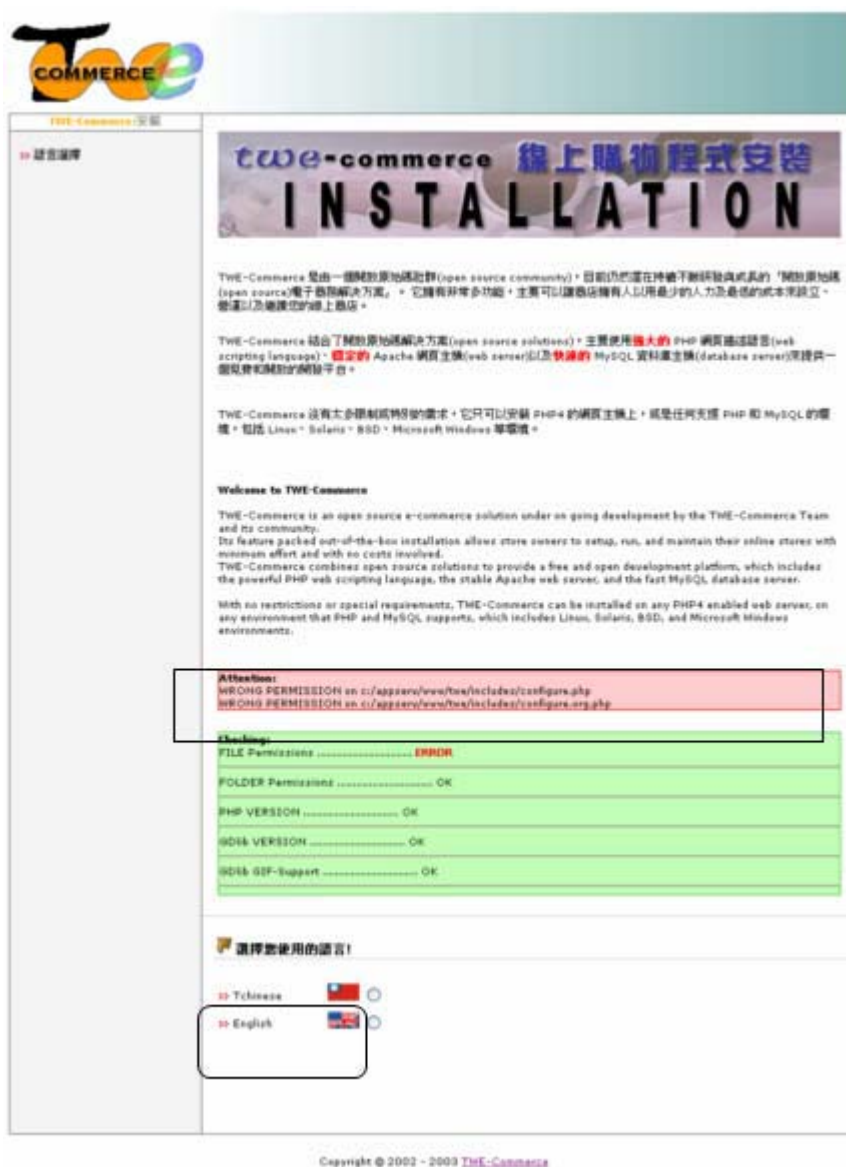 TWE
COMMERCE
TWE-Commerce 安裝
語言選擇
twe-commerce 線上購物程式安裝
INSTALLATION
TWE-Commerce 是由一個開放原始碼社群(open source community)，目前仍然還在持續不斷研發與成長的「開放原始碼
(open source)電子商務解決方案」。 它擁有非常多功能，主要可以讓商店擁有人以用最少的人力及最低的成本來設立、
營運以及維護您的線上商店。
TWE-Commerce 結合了開放原始碼解決方案(open source solutions)，主要使用強大的 PHP 網頁描述語言(web
scripting language)、穩定的 Apache 網頁主機(web server)以及快速的 MySQL 資料庫主機(database server)來提供一
個免費和開放的開發平台。
TWE-Commerce 沒有太多限制或特別的需求，它只可以安裝 PHP4 的網頁主機上，或是任何支援 PHP 和 MySQL 的環
境，包括 Linux、Solaris、BSD、Microsoft Windows 等環境。
Welcome to TWE-Commerce
TWE-Commerce is an open source e-commerce solution under on going development by the TWE-Commerce Team
and its community.
Its feature packed out-of-the-box installation allows store owners to setup, run, and maintain their online stores with
minimum effort and with no costs involved.
TWE-Commerce combines open source solutions to provide a free and open development platform, which includes
the powerful PHP web scripting language, the stable Apache web server, and the fast MySQL database server.
With no restrictions or special requirements, TWE-Commerce can be installed on any PHP4 enabled web server, on
any environment that PHP and MySQL supports, which includes Linux, Solaris, BSD, and Microsoft Windows
environments.
Attention:
WRONG PERMISSION on c:/appserv/www/twe/includes/configure.php
WRONG PERMISSION on c:/appserv/www/twe/includes/configure.org.php
Checking:
FILE Permissions .......................... ERROR
FOLDER Permissions .......................... OK
PHP VERSION .......................... OK
GDlib VERSION .......................... OK
GDlib GIF-Support .......................... OK
選擇您使用的語言!
Tchinese
English
Copyright © 2002 - 2003 TWE-Commerce